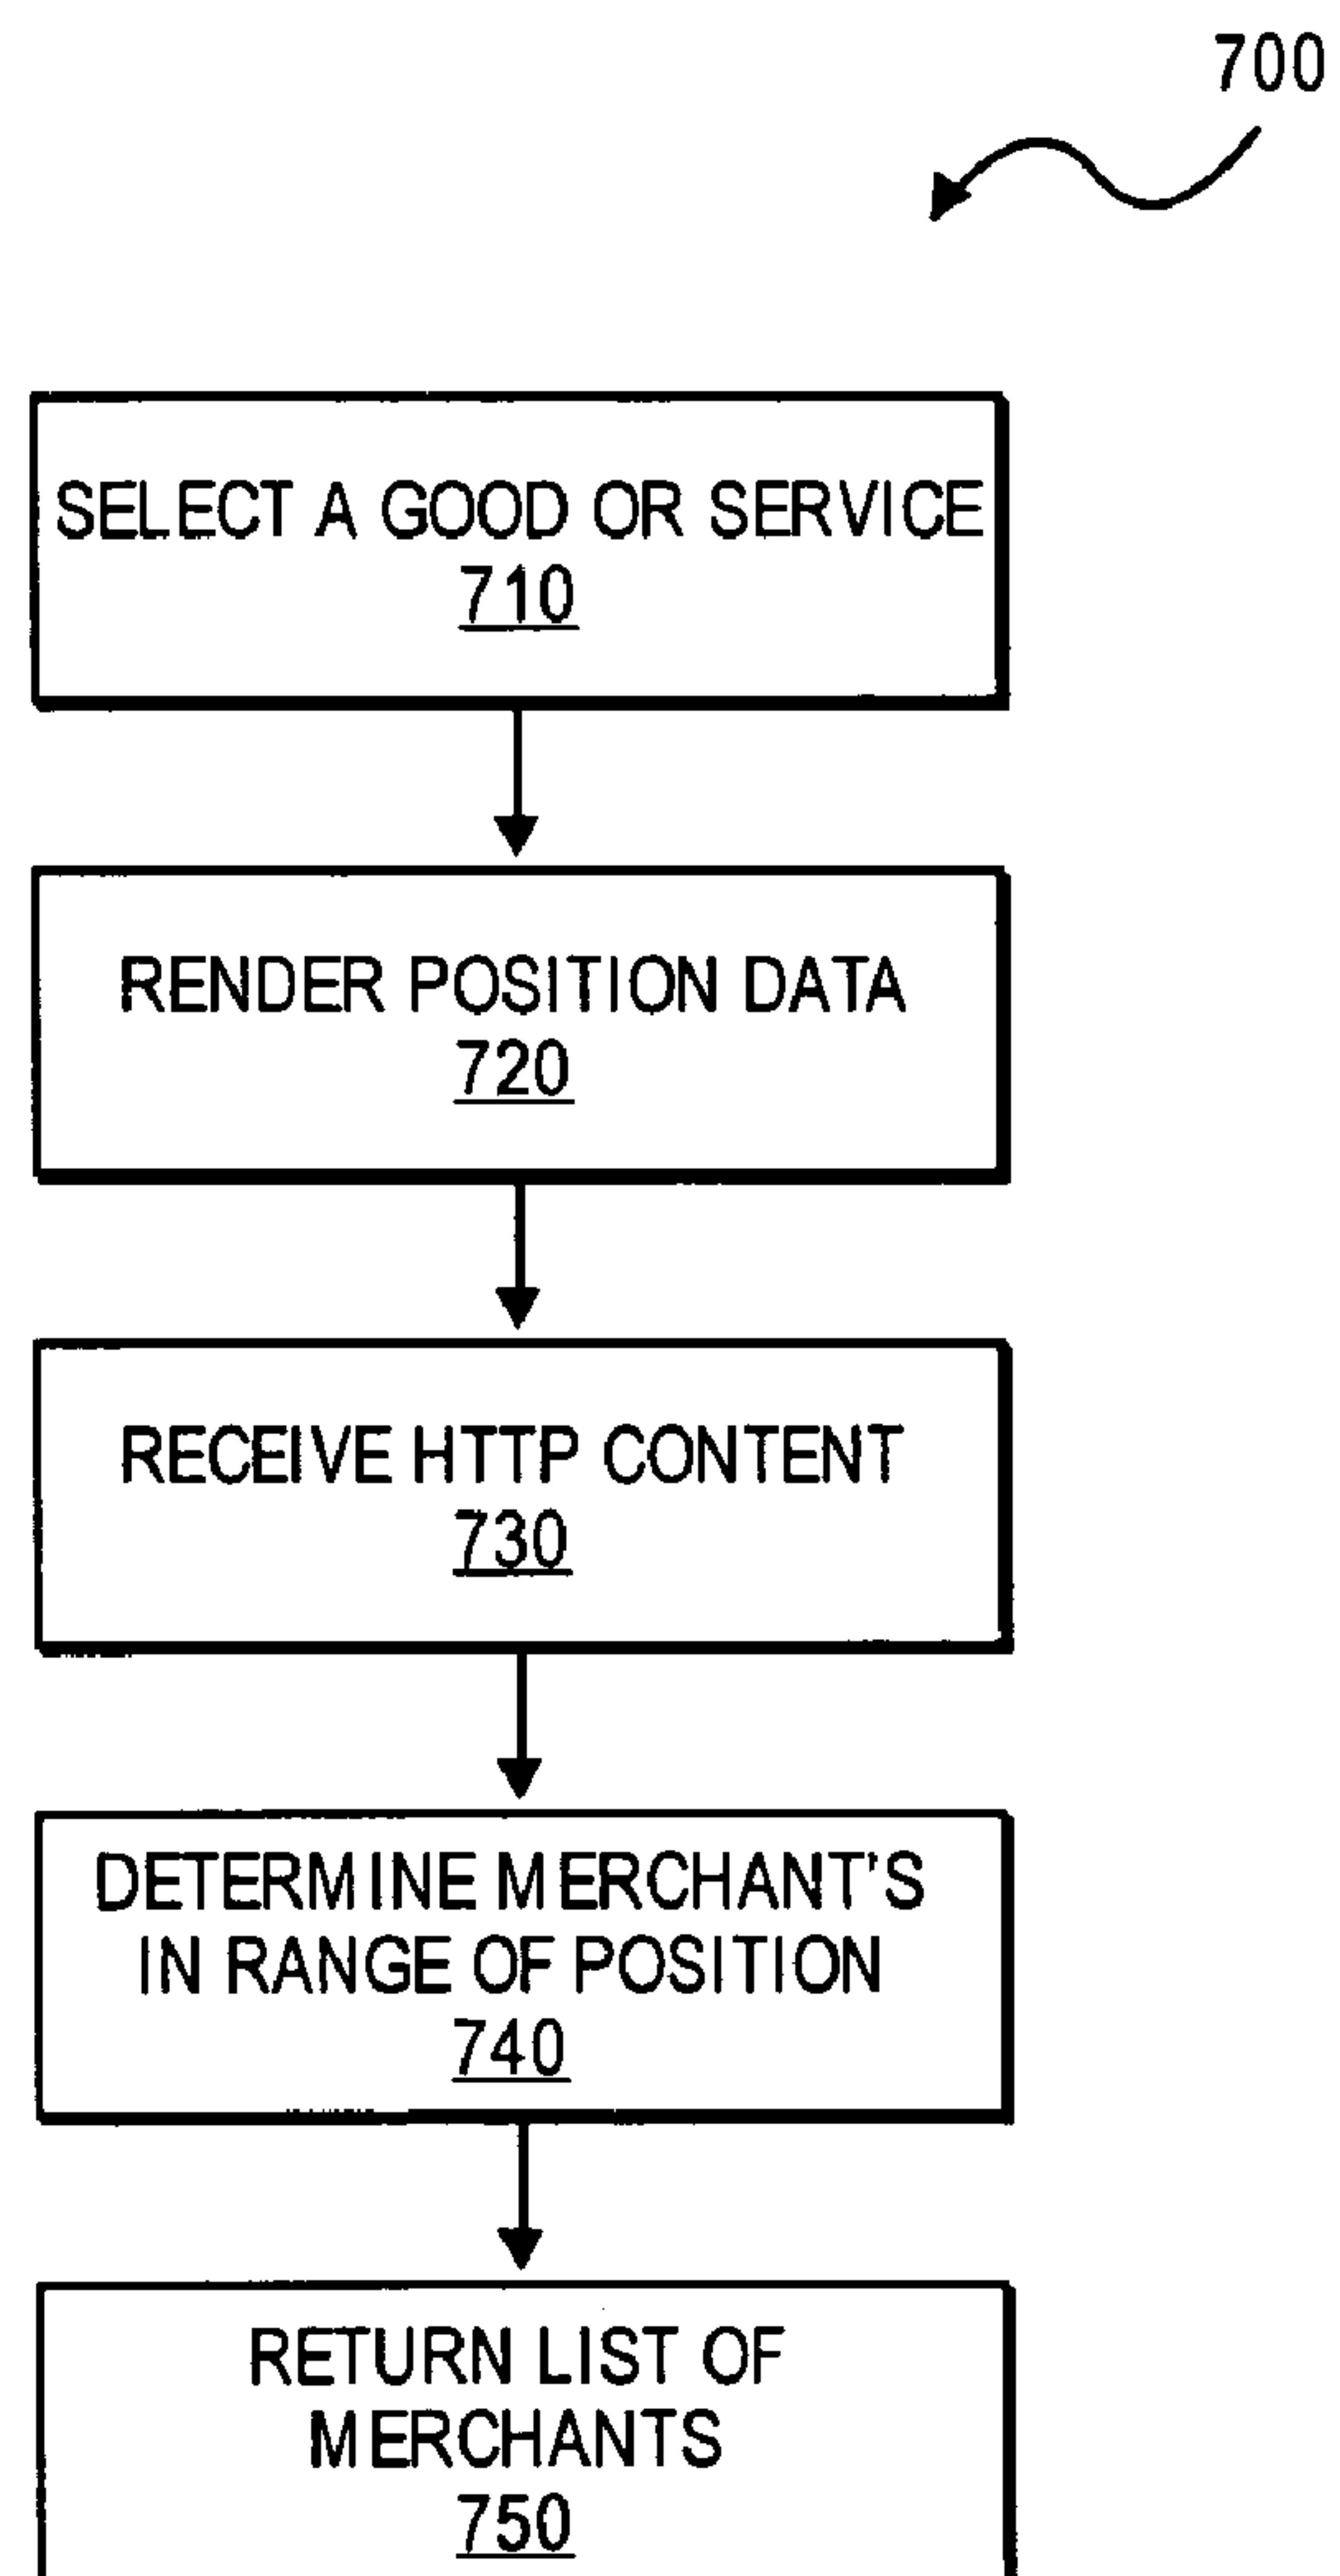 700
SELECT A GOOD OR SERVICE
710
RENDER POSITION DATA
720
RECEIVE HTTP CONTENT
730
DETERMINE MERCHANT'S
IN RANGE OF POSITION
740
RETURN LIST OF
MERCHANTS
750